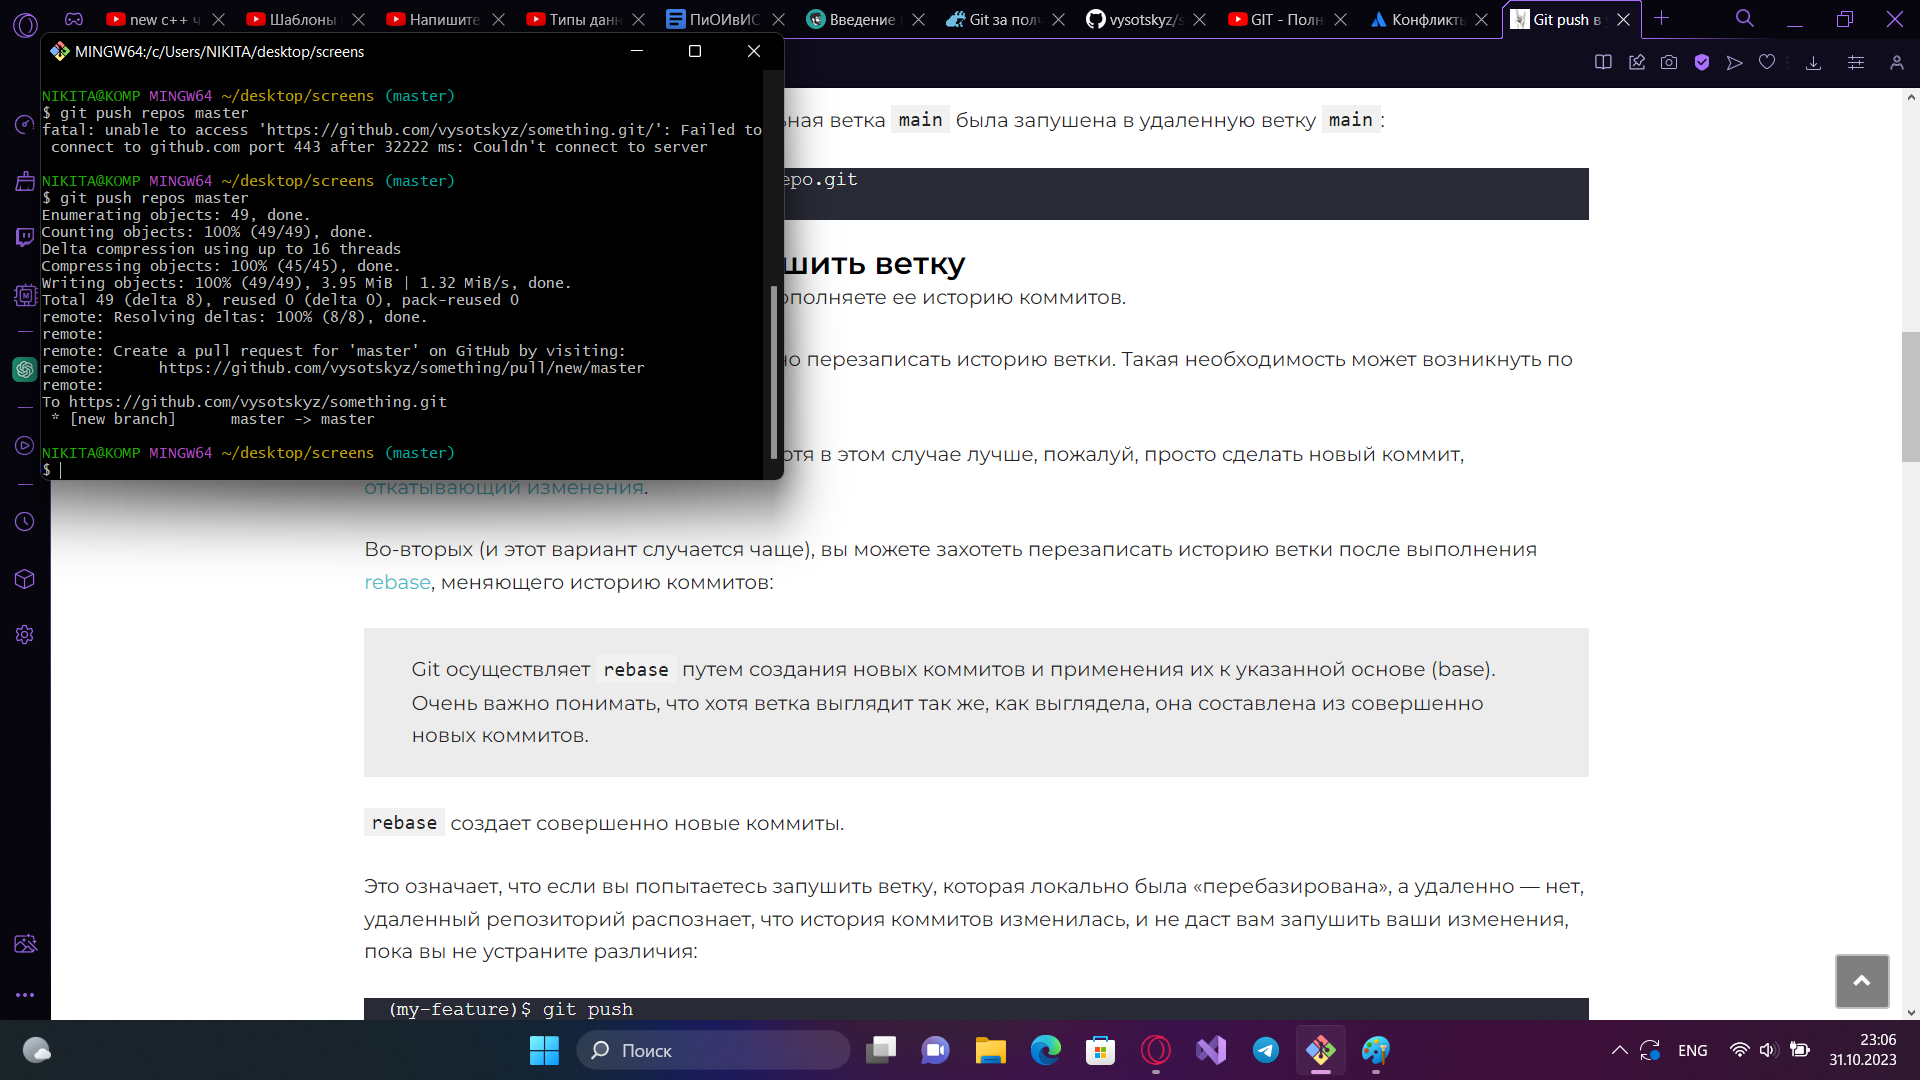 new c++ ч
Шаблоны
Напишите
Типы данн
ПиОИвИС
Введение
Git за полч
vysotskyz/s
GIT - Полн
Конфликть
Git push в
MINGW64:/c/Users/NIKITA/desktop/screens
NIKITA@KOMP MINGW64 ~/desktop/screens (master)
$ git push repos master
fatal: unable to access 'https://github.com/vysotskyz/something.git/': Failed to
connect to github.com port 443 after 32222 ms: Couldn't connect to server
NIKITA@KOMP MINGW64 ~/desktop/screens (master)
$ git push repos master
Enumerating objects: 49, done.
Counting objects: 100% (49/49), done.
Delta compression using up to 16 threads
Compressing objects: 100% (45/45), done.
Writing objects: 100% (49/49), 3.95 MiB | 1.32 MiB/s, done.
Total 49 (delta 8), reused 0 (delta 0), pack-reused 0
remote: Resolving deltas: 100% (8/8), done.
remote:
remote: Create a pull request for 'master' on GitHub by visiting:
remote:      https://github.com/vysotskyz/something/pull/new/master
remote:
To https://github.com/vysotskyz/something.git
* [new branch]      master -> master
NIKITA@KOMP MINGW64 ~/desktop/screens (master)
$
ьная ветка main была запушена в удаленную ветку main:
epo.git
шить ветку
ополняете ее историю коммитов.
но перезаписать историю ветки. Такая необходимость может возникнуть по
отя в этом случае лучше, пожалуй, просто сделать новый коммит,
откатывающий изменения.
Во-вторых (и этот вариант случается чаще), вы можете захотеть перезаписать историю ветки после выполнения
rebase, меняющего историю коммитов:
Git осуществляет rebase путем создания новых коммитов и применения их к указанной основе (base).
Очень важно понимать, что хотя ветка выглядит так же, как выглядела, она составлена из совершенно
новых коммитов.
rebase создает совершенно новые коммиты.
Это означает, что если вы попытаетесь запушить ветку, которая локально была «перебазирована», а удаленно — нет,
удаленный репозиторий распознает, что история коммитов изменилась, и не даст вам запушить ваши изменения,
пока вы не устраните различия:
(my-feature)$ git push
Поиск
ENG
23:06
31.10.2023